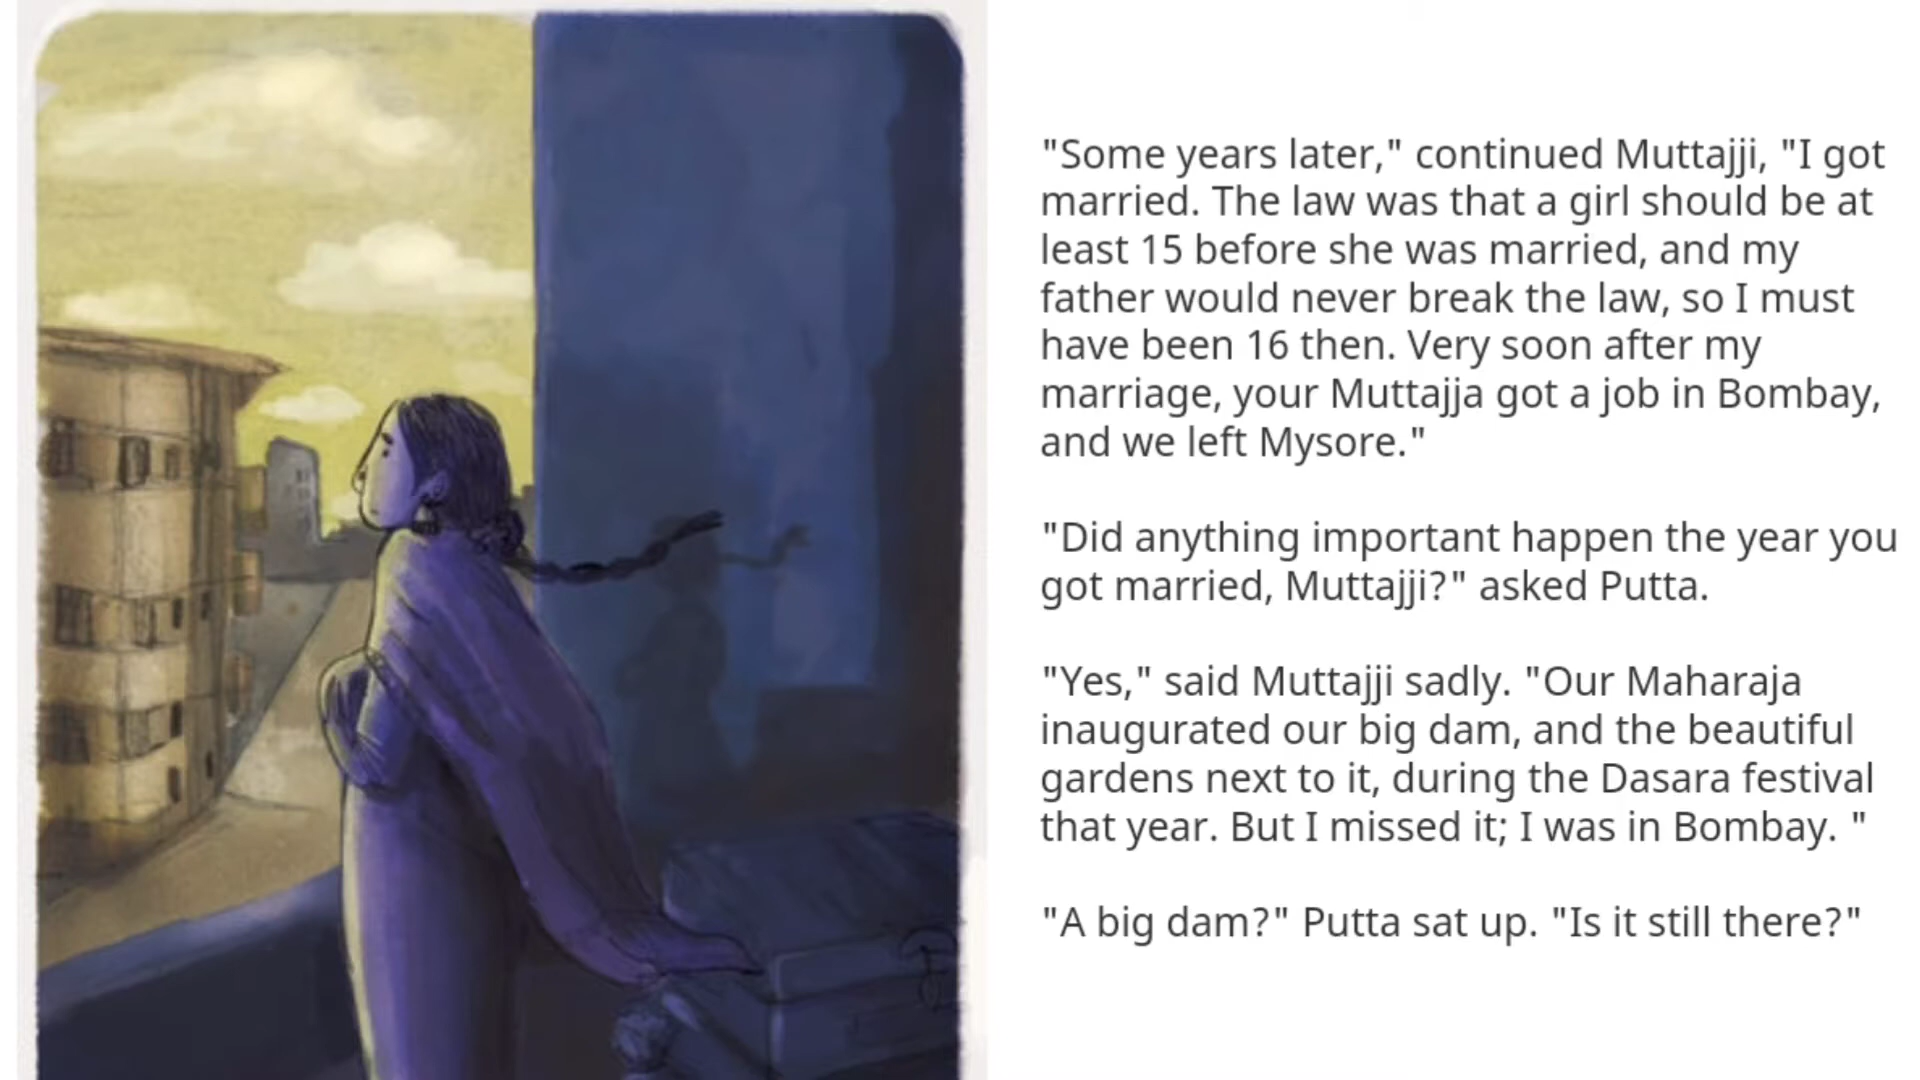 "Some years later," continued Muttajji, "I got
married. The law was that a girl should be at
least 15 before she was married, and my
father would never break the law, so I must
have been 16 then. Very soon after my
marriage, your Muttajja got a job in Bombay,
and we left Mysore."
"Did anything important happen the year you
got married, Muttajji?" asked Putta.
"Yes," said Muttajji sadly. "Our Maharaja
inaugurated our big dam, and the beautiful
gardens next to it, during the Dasara festival
that year. But I missed it; I was in Bombay. "
"A big dam?" Putta sat up. "Is it still there?"